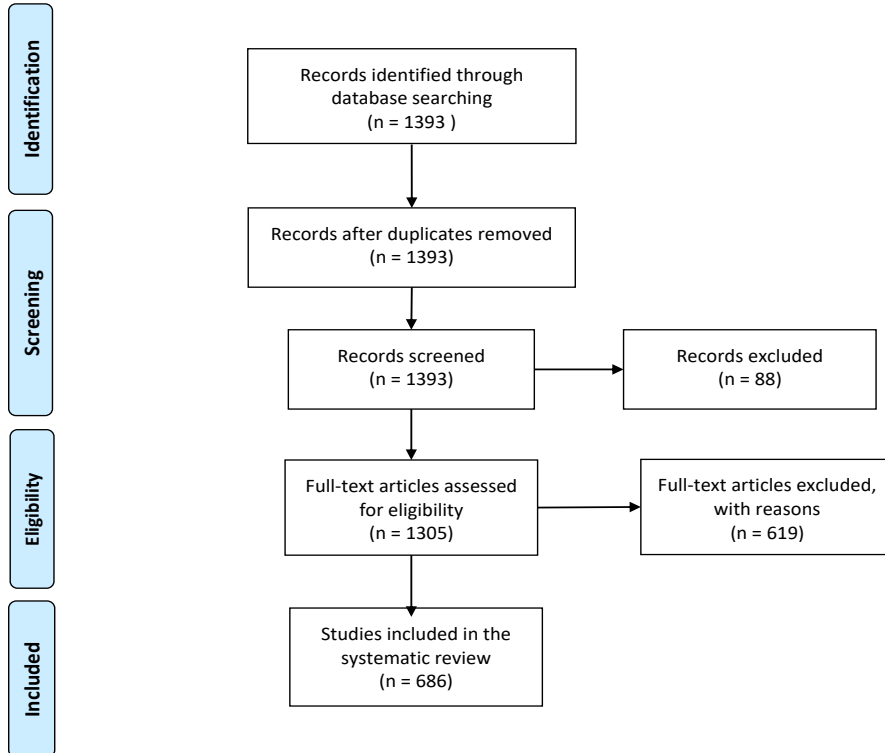 Identification
Records identified through
database searching
(n = 1393 )
Screening
Records after duplicates removed
(n = 1393)
Records screened
(n = 1393)
Records excluded
(n = 88)
Eligibility
Full-text articles assessed
for eligibility
(n = 1305)
Full-text articles excluded,
with reasons
(n = 619)
Included
Studies included in the
systematic review
(n = 686)